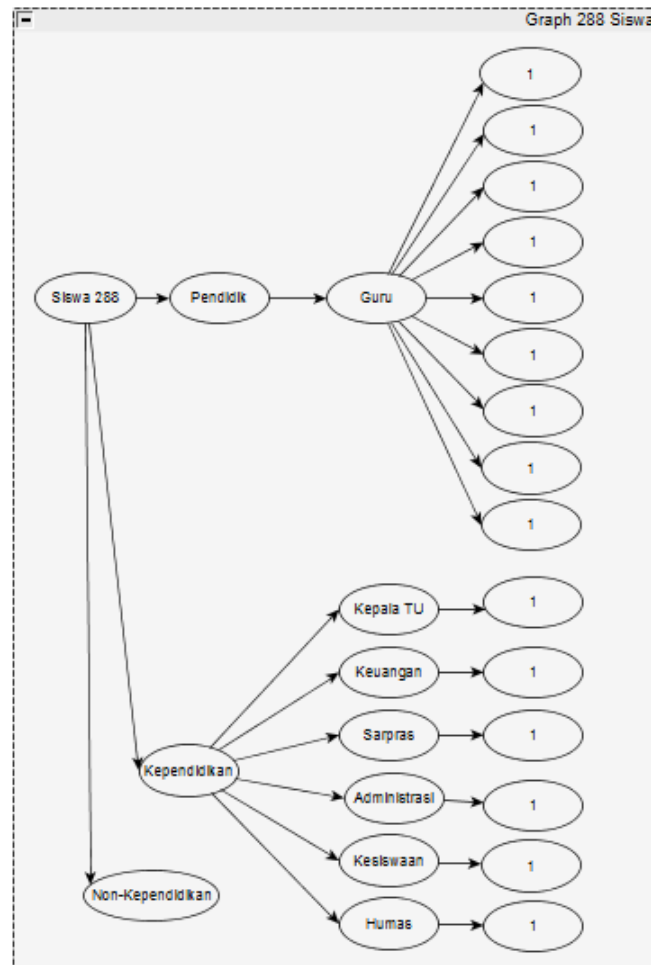 Graph 288 Siswa
1
1
1
1
Siswa 288
Pendidik
Guru
1
1
1
1
1
Kepala TU
1
Keuangan
1
Sarpras
1
Kependidikan
Administrasi
1
Kesiswaan
1
Non-Kependidikan
Humas
1